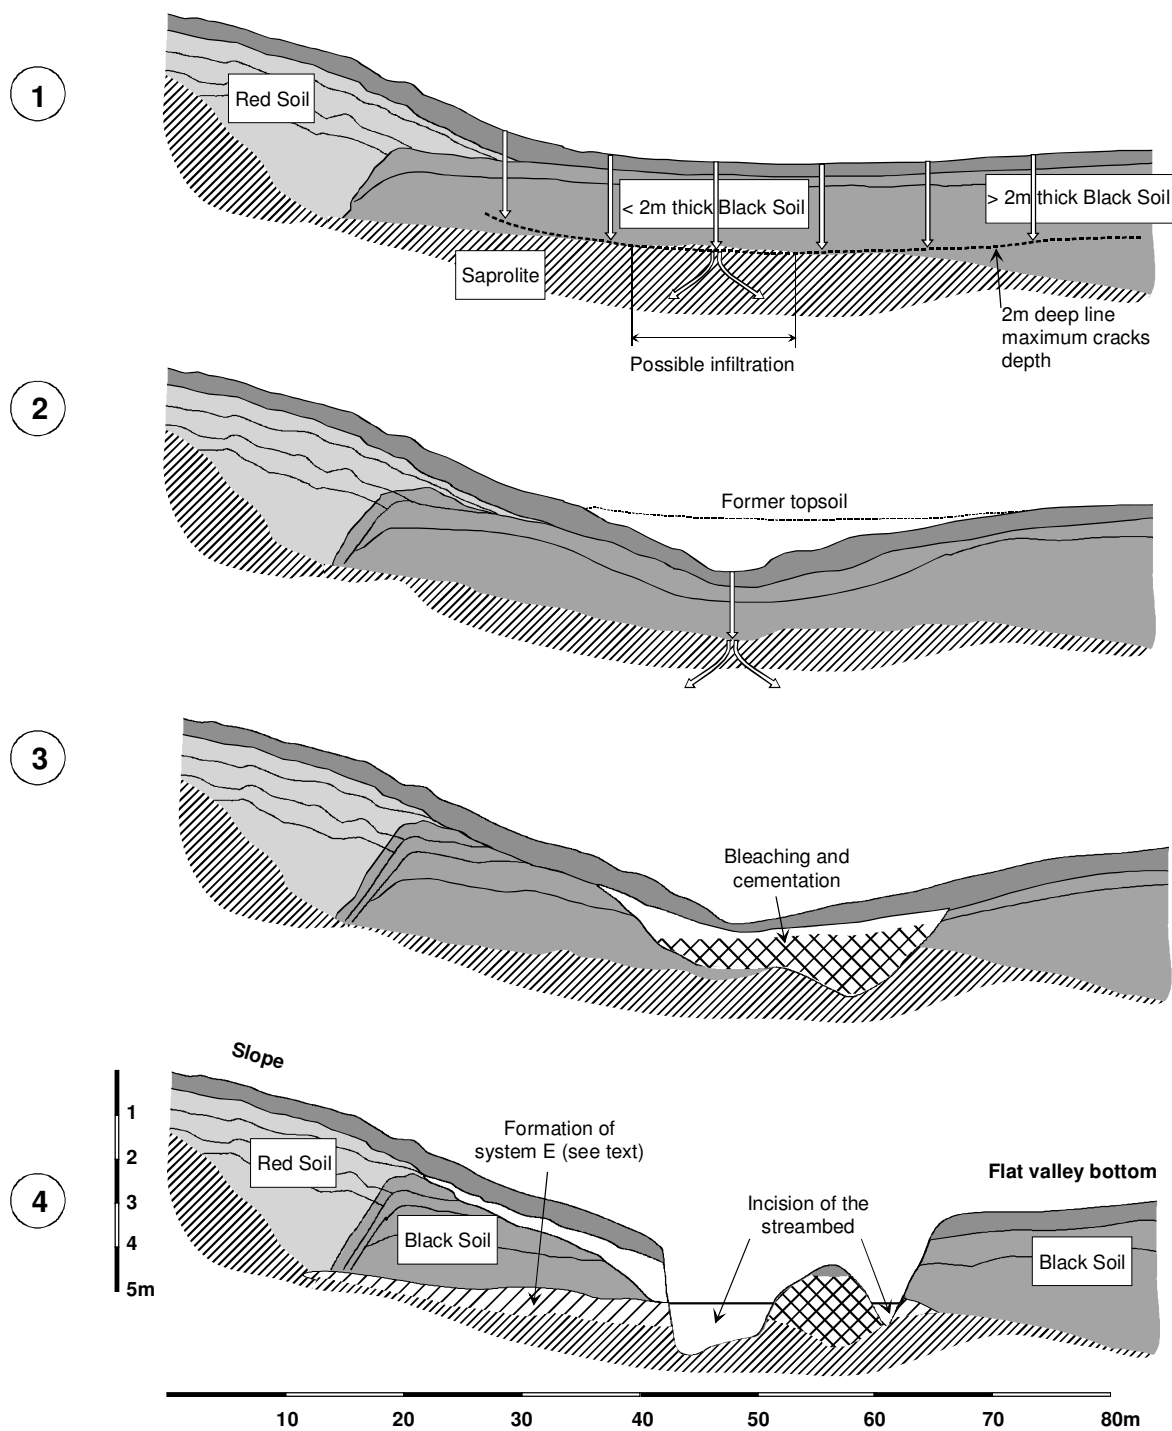 1
Red Soil
< 2m thick Black Soil
> 2m thick Black Soil
Saprolite
2m deep line
maximum cracks
depth
Possible infiltration
2
Former topsoil
3
Bleaching and
cementation
4
Slope
1
2
3
4
5m
Red Soil
Formation of
system E (see text)
Black Soil
Incision of the
streambed
Flat valley bottom
Black Soil
10 20 30 40 50 60 70 80m